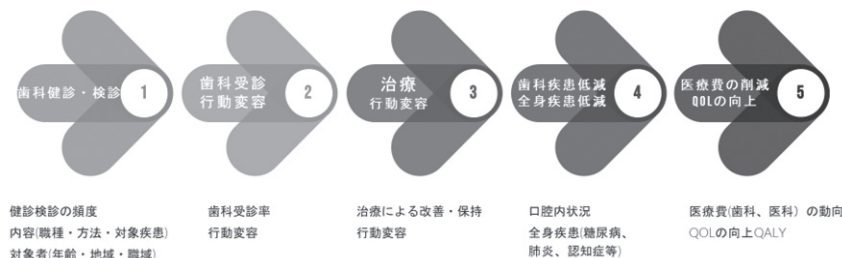 歯科健診・検診
1
歯科受診
行動変容
2
治療
行動変容
3
歯科疾患低減
全身疾患低減
4
医療費の削減
QOLの向上
5
健診検診の頻度
内容(職種・方法・対象疾患)
対象者(年齢・地域・職域)
歯科受診率
行動変容
治療による改善・保持
行動変容
口腔内状況
全身疾患(糖尿病、
肺炎、認知症等)
医療費(歯科、医科）の動向
QOLの向上QALY